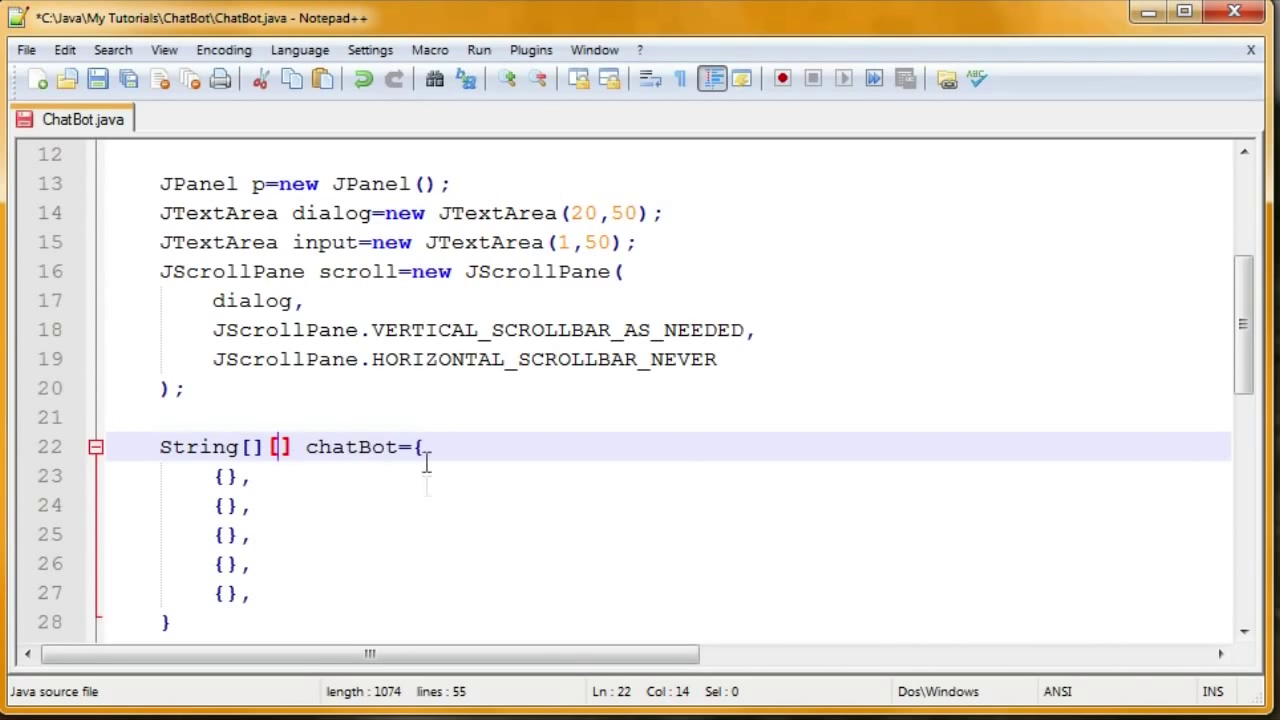 *C:\Java\My Tutorials\ChatBot\ChatBot.java - Notepad++
File Edit Search View Encoding Language Settings Macro Run Plugins Window ? X
ABC
ChatBot.java
12
13 JPanel p=new JPanel();
14 JTextArea dialog=new JTextArea(20,50);
15 JTextArea input=new JTextArea(1,50);
16 JScrollPane scroll=new JScrollPane(
17 dialog,
18 JScrollPane.VERTICAL_SCROLLBAR_AS_NEEDED,
19 JScrollPane.HORIZONTAL_SCROLLBAR_NEVER
20 );
21
22 String[][] chatBot={
23 {},
24 {},
25 {},
26 {},
27 {},
28 }
Java source file length : 1074 lines : 55 Ln : 22 Col : 14 Sel : 0 Dos\Windows ANSI INS